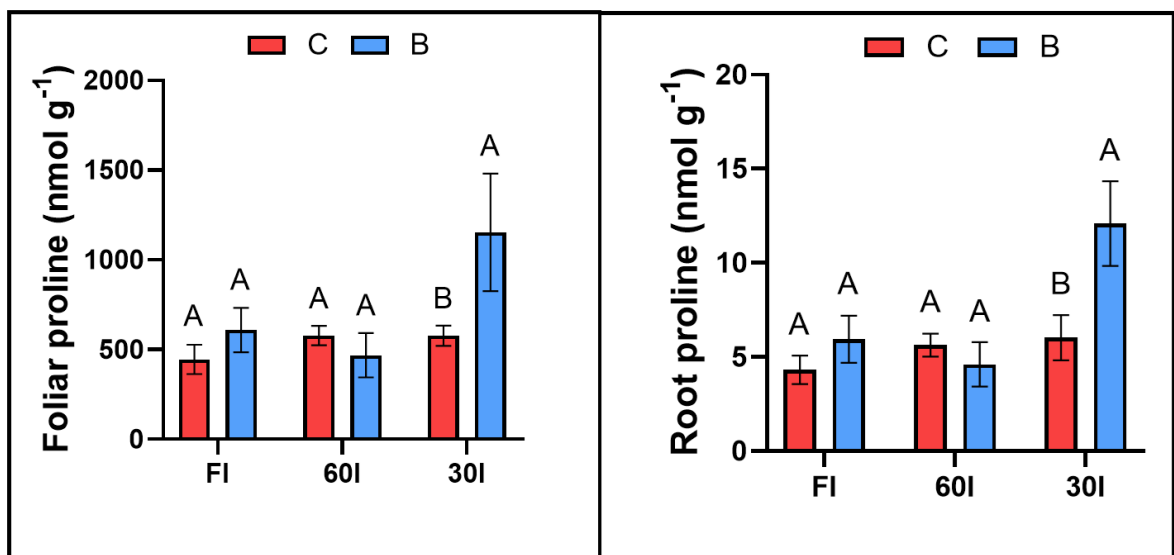 C B
Foliar proline (nmol g⁻¹)
2000
1500
1000
500
0
A A A A B A
FI 60I 30I
C B
Root proline (nmol g⁻¹)
20
15
10
5
0
A A A A B A
FI 60I 30I